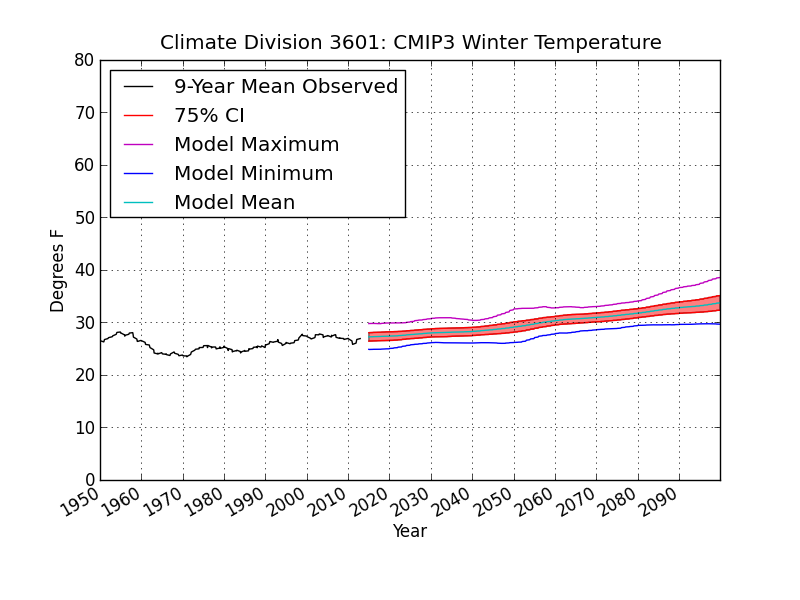 Climate Division 3601: CMIP3 Winter Temperature
80
70
60
50
40
30
20
10
0
Degrees F
9-Year Mean Observed
75% CI
Model Maximum
Model Minimum
Model Mean
1950 1960 1970 1980 1990 2000 2010 2020 2030 2040 2050 2060 2070 2080 2090
Year